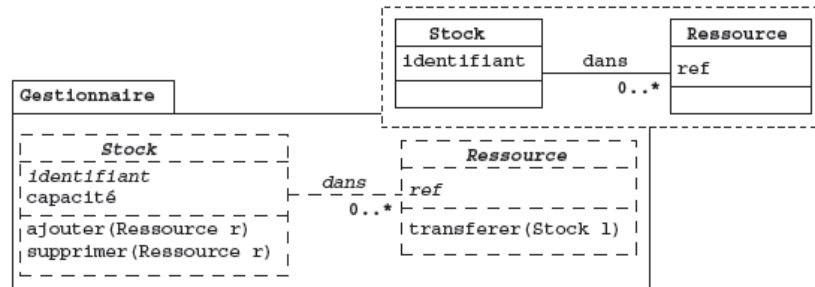 Stock
Ressource
identifiant
dans
ref
0..*
Gestionnaire
Stock
Ressource
identifiant
dans
ref
capacité
0..*
ajouter(Ressource r)
transferer(Stock l)
supprimer(Ressource r)